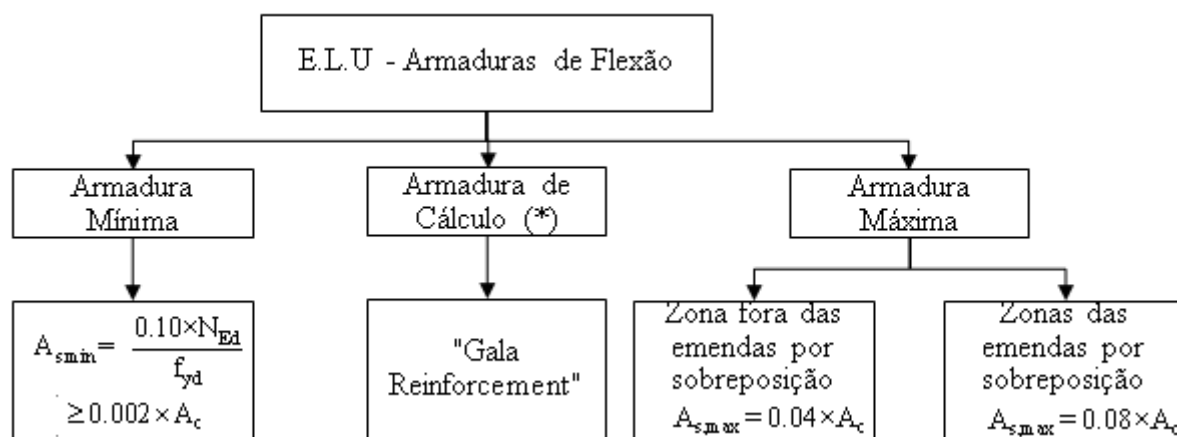 E.L.U - Armaduras de Flexão
Armadura
Mínima
Armadura de
Cálculo (*)
Armadura
Máxima
A_smin = 0.10×N_Ed / f_yd
≥ 0.002 × A_c
"Gala
Reinforcement"
Zona fora das
emendas por
sobreposição
A_s,max = 0.04×A_c
Zonas das
emendas por
sobreposição
A_s,max = 0.08×A_c